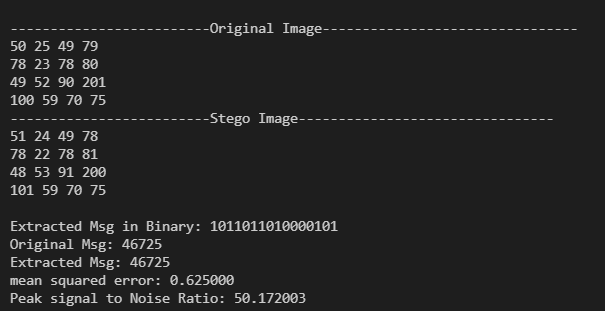 -------------------------Original Image--------------------------------
50 25 49 79
78 23 78 80
49 52 90 201
100 59 70 75
-------------------------Stego Image--------------------------------
51 24 49 78
78 22 78 81
48 53 91 200
101 59 70 75
Extracted Msg in Binary: 1011011010000101
Original Msg: 46725
Extracted Msg: 46725
mean squared error: 0.625000
Peak signal to Noise Ratio: 50.172003